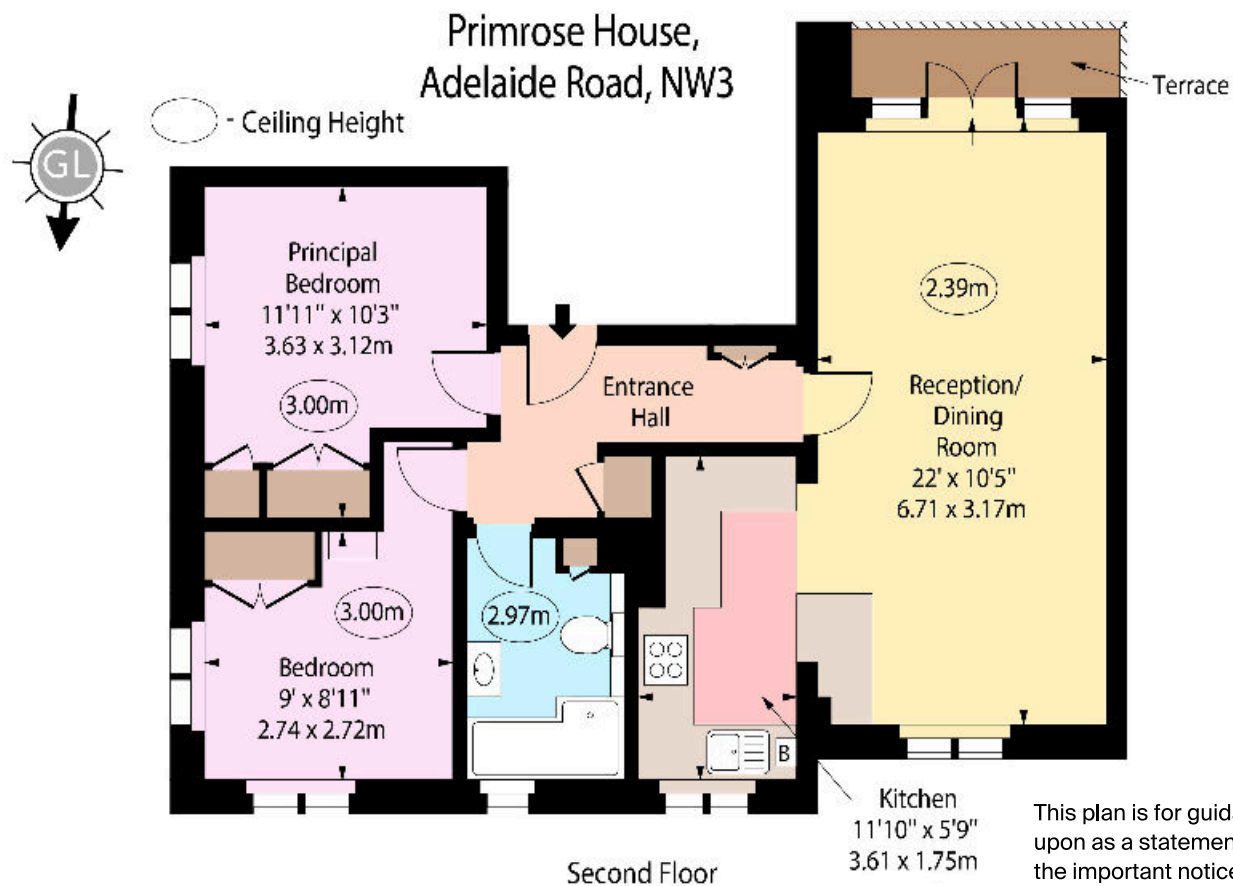 Primrose House,
Adelaide Road, NW3
- Ceiling Height
GL
Terrace
Principal
Bedroom
11'11" x 10'3"
3.63 x 3.12m
3.00m
Entrance
Hall
2.39m
Reception/
Dining
Room
22' x 10'5"
6.71 x 3.17m
3.00m
Bedroom
9' x 8'11"
2.74 x 2.72m
2.97m
B
Kitchen
11'10" x 5'9"
3.61 x 1.75m
Second Floor
This plan is for guida
upon as a statemen
the important notice